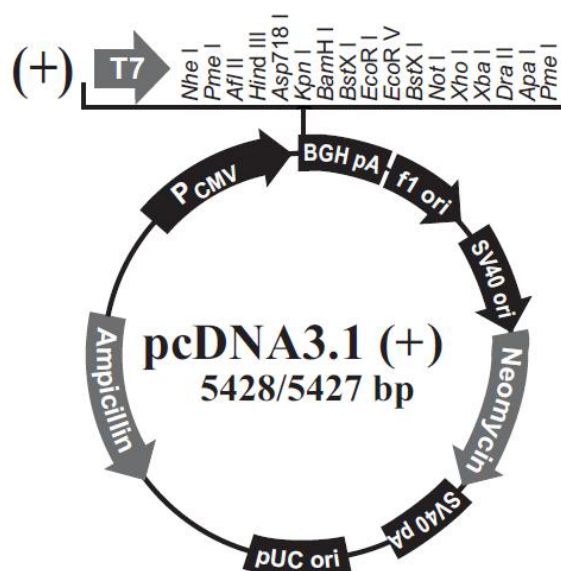 (+)
T7
Nhe I
Pme I
Afl II
Hind III
Asp718 I
Kpn I
BamH I
BstX I
EcoR I
EcoR V
BstX I
Not I
Xho I
Xba I
Dra II
Apa I
Pme I
PCMV
BGH pA
f1 ori
SV40 ori
Neomycin
SV40 pA
pUC ori
Ampicillin
pcDNA3.1 (+)
5428/5427 bp